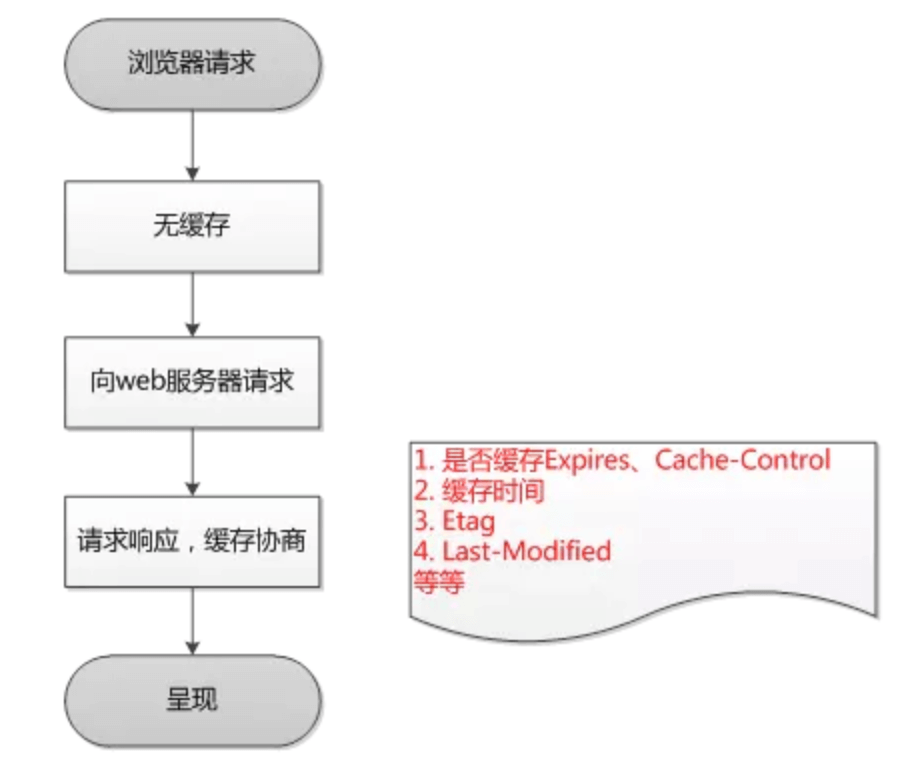 浏览器请求
无缓存
向web服务器请求
请求响应，缓存协商
呈现
1. 是否缓存Expires、Cache-Control
2. 缓存时间
3. Etag
4. Last-Modified
等等